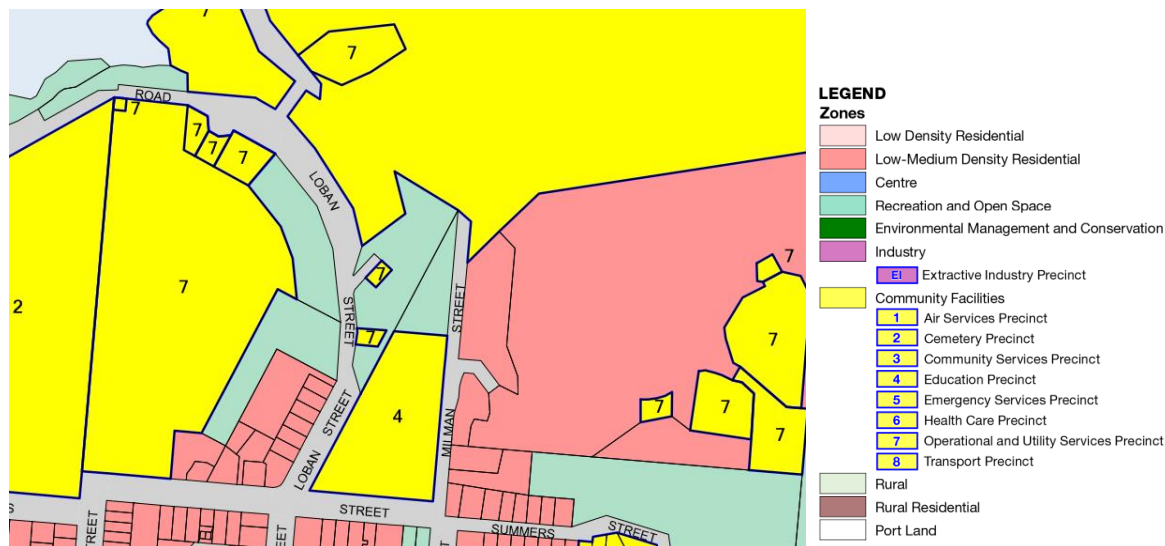 7
7
ROAD
7
7
7
7
LOBAN
7
2
7
STREET
7
STREET
7
7
7
7
7
7
4
LOBAN STREET
MILMAN
STREET
STREET
SUMMERS
STREET
S
LEGEND
Zones
Low Density Residential
Low-Medium Density Residential
Centre
Recreation and Open Space
Environmental Management and Conservation
Industry
EI Extractive Industry Precinct
Community Facilities
1 Air Services Precinct
2 Cemetery Precinct
3 Community Services Precinct
4 Education Precinct
5 Emergency Services Precinct
6 Health Care Precinct
7 Operational and Utility Services Precinct
8 Transport Precinct
Rural
Rural Residential
Port Land